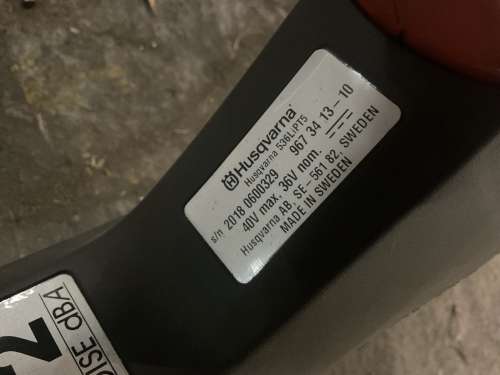 Husqvarna
Husqvarna 536LiPT5
967 34 13-10
s/n 2018 0600329
40V max, 36V nom.
Husqvarna AB, SE - 561 82, SWEDEN
MADE IN SWEDEN
dBA